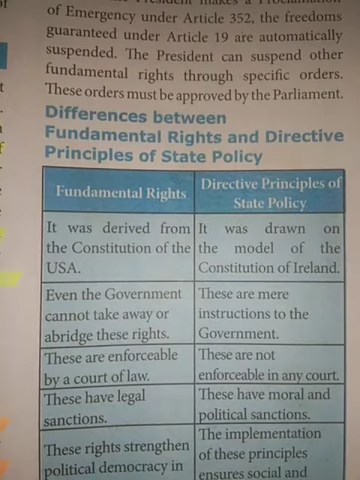 President makes a Proclamation
of Emergency under Article 352, the freedoms
guaranteed under Article 19 are automatically
suspended. The President can suspend other
fundamental rights through specific orders.
These orders must be approved by the Parliament.
Differences between
Fundamental Rights and Directive
Principles of State Policy
Fundamental Rights
Directive Principles of
State Policy
It was derived from
the Constitution of the
USA.
It was drawn on
the model of the
Constitution of Ireland.
Even the Government
cannot take away or
abridge these rights.
These are mere
instructions to the
Government.
These are enforceable
by a court of law.
These are not
enforceable in any court.
These have legal
sanctions.
These have moral and
political sanctions.
These rights strengthen
political democracy in
The implementation
of these principles
ensures social and